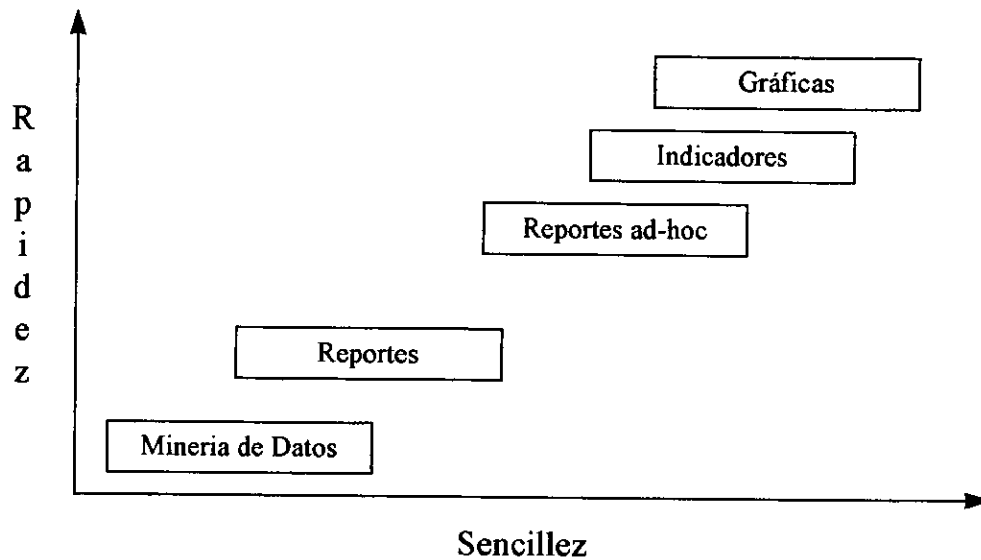 Rapidez
Gráficas
Indicadores
Reportes ad-hoc
Reportes
Mineria de Datos
Sencillez